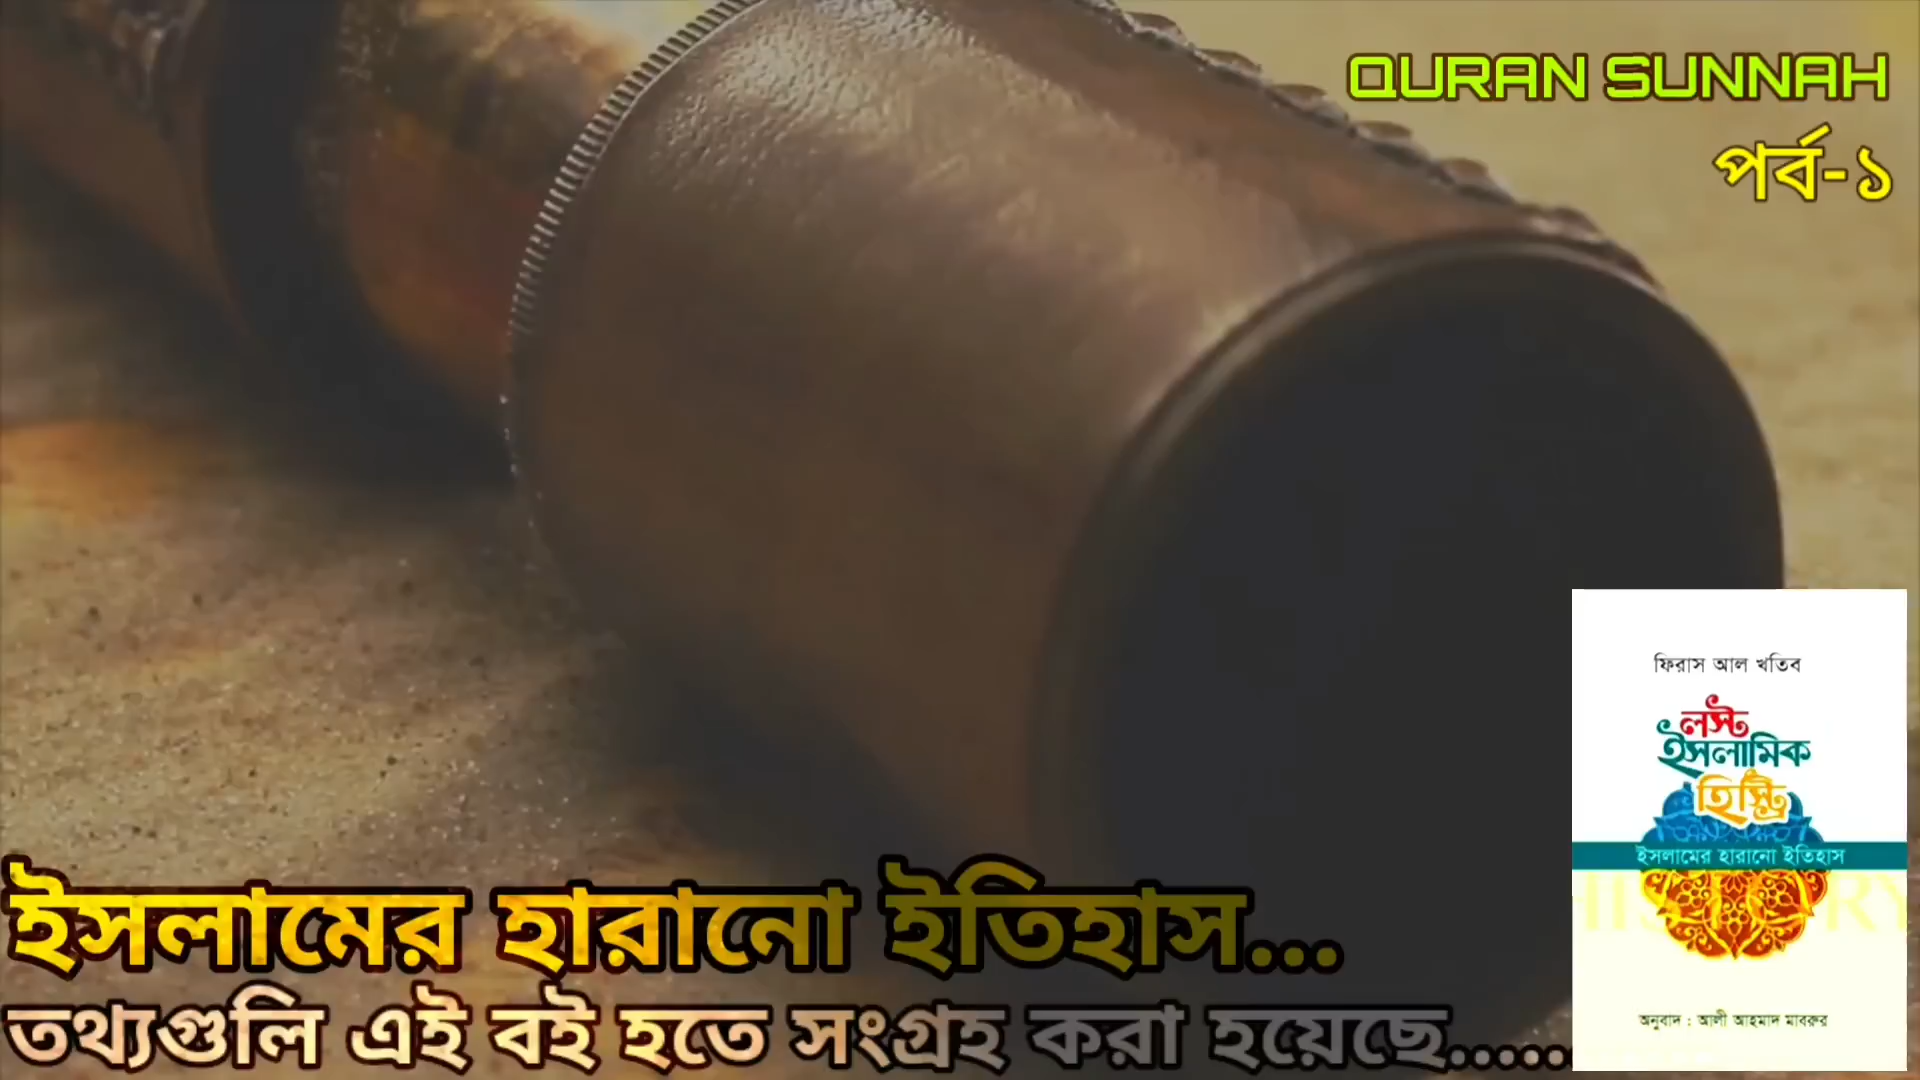 QURAN SUNNAH
পর্ব-১
ফিরাস আল খতিব
লস্ট
ইসলামিক
হিস্ট্রি
ইসলামের হারানো ইতিহাস
HISTORY
অনুবাদ : আলী আহমাদ মাবরুর
ইসলামের হারানো ইতিহাস...
তথ্যগুলি এই বই হতে সংগ্রহ করা হয়েছে......